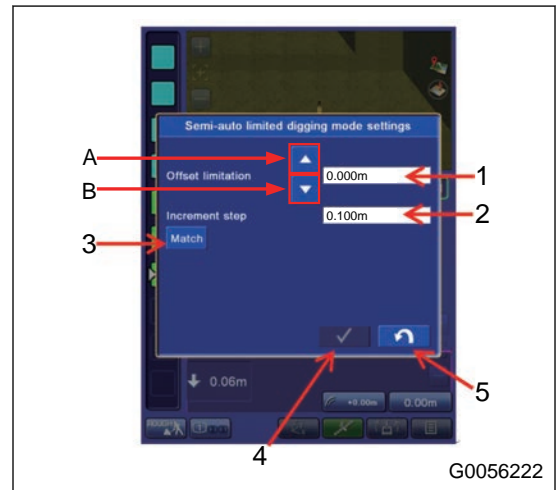 Semi-auto limited digging mode settings
A
Offset limitation
0.000m
1
B
Increment step
0.100m
2
3
Match
0.06m
5
+0.00m
0.00m
4
G0056222